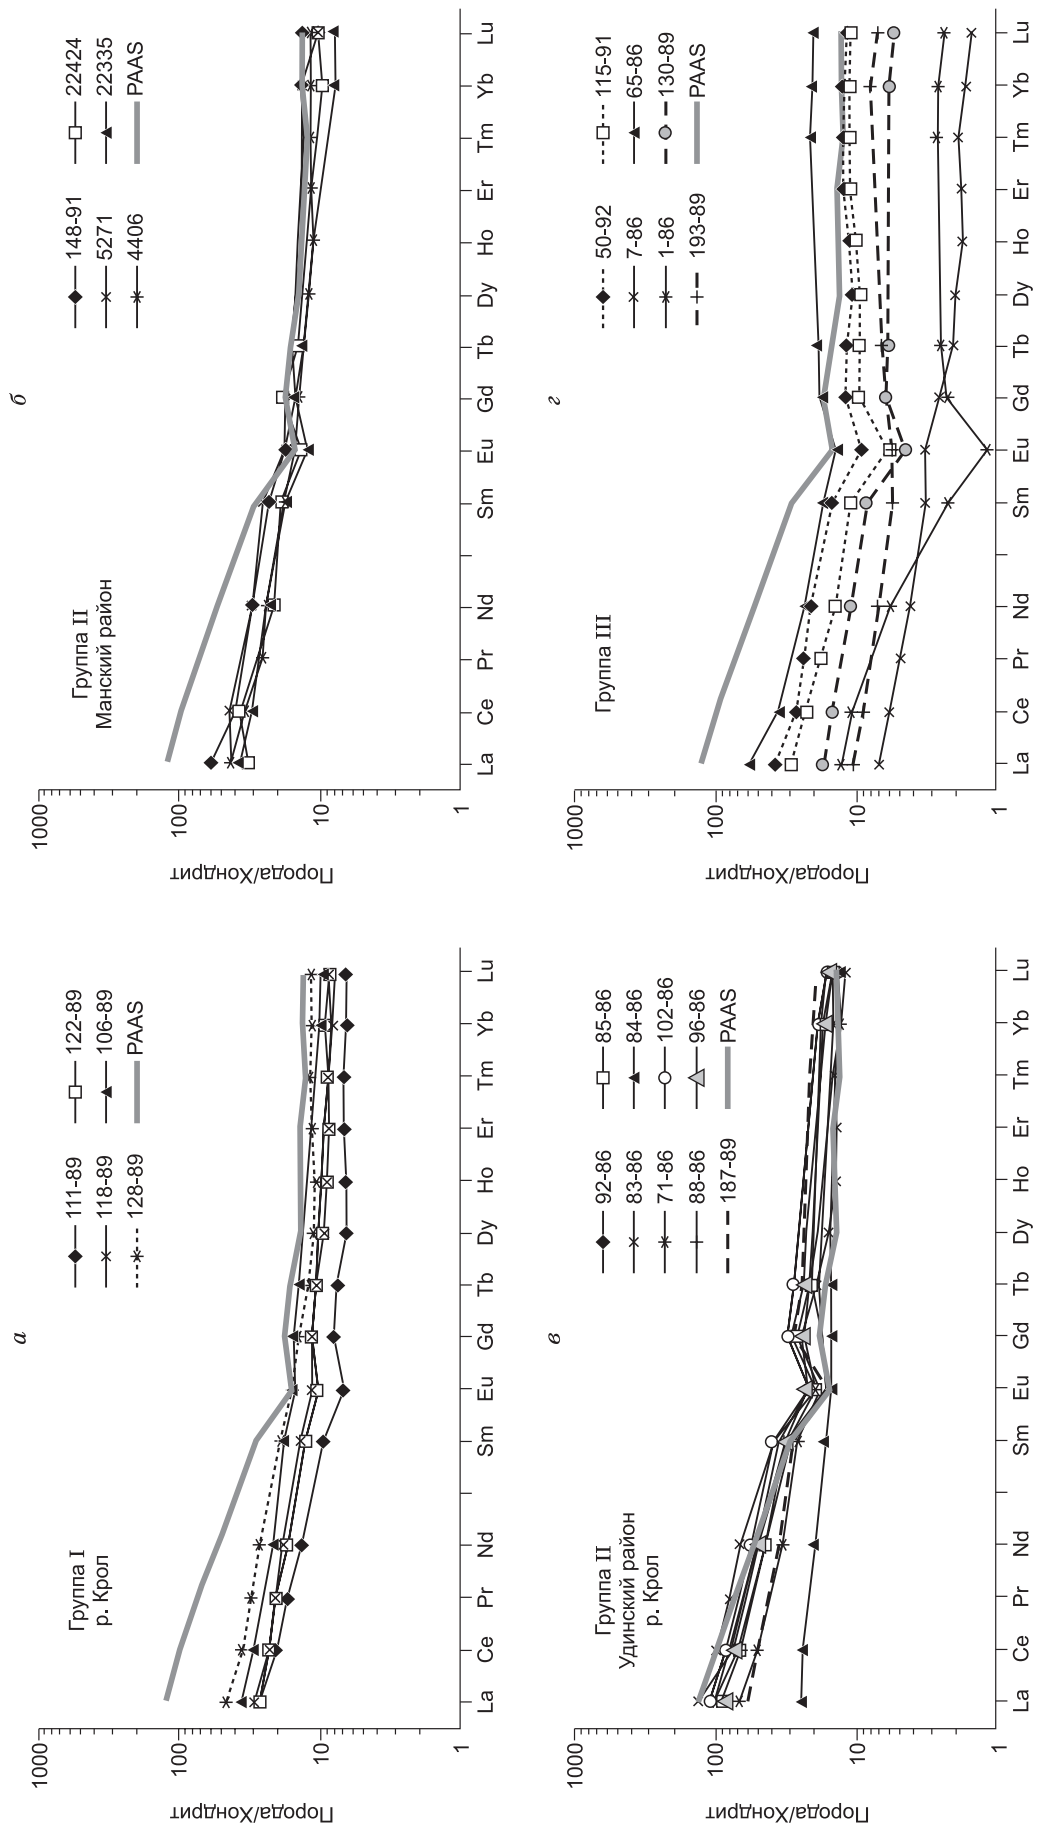 а
Порода/Хондрит
1000
100
10
1
Группа I
р. Крол
111-89
122-89
118-89
106-89
128-89
PAAS
La Ce Pr Nd Sm Eu Gd Tb Dy Ho Er Tm Yb Lu
б
Порода/Хондрит
1000
100
10
1
Группа II
Манский район
148-91
22424
5271
22335
4406
PAAS
La Ce Pr Nd Sm Eu Gd Tb Dy Ho Er Tm Yb Lu
в
Порода/Хондрит
1000
100
10
1
Группа II
Удинский район
р. Крол
92-86
85-86
83-86
84-86
71-86
102-86
88-86
96-86
187-89
PAAS
La Ce Pr Nd Sm Eu Gd Tb Dy Ho Er Tm Yb Lu
г
Порода/Хондрит
1000
100
10
1
Группа III
50-92
115-91
7-86
65-86
1-86
130-89
193-89
PAAS
La Ce Pr Nd Sm Eu Gd Tb Dy Ho Er Tm Yb Lu